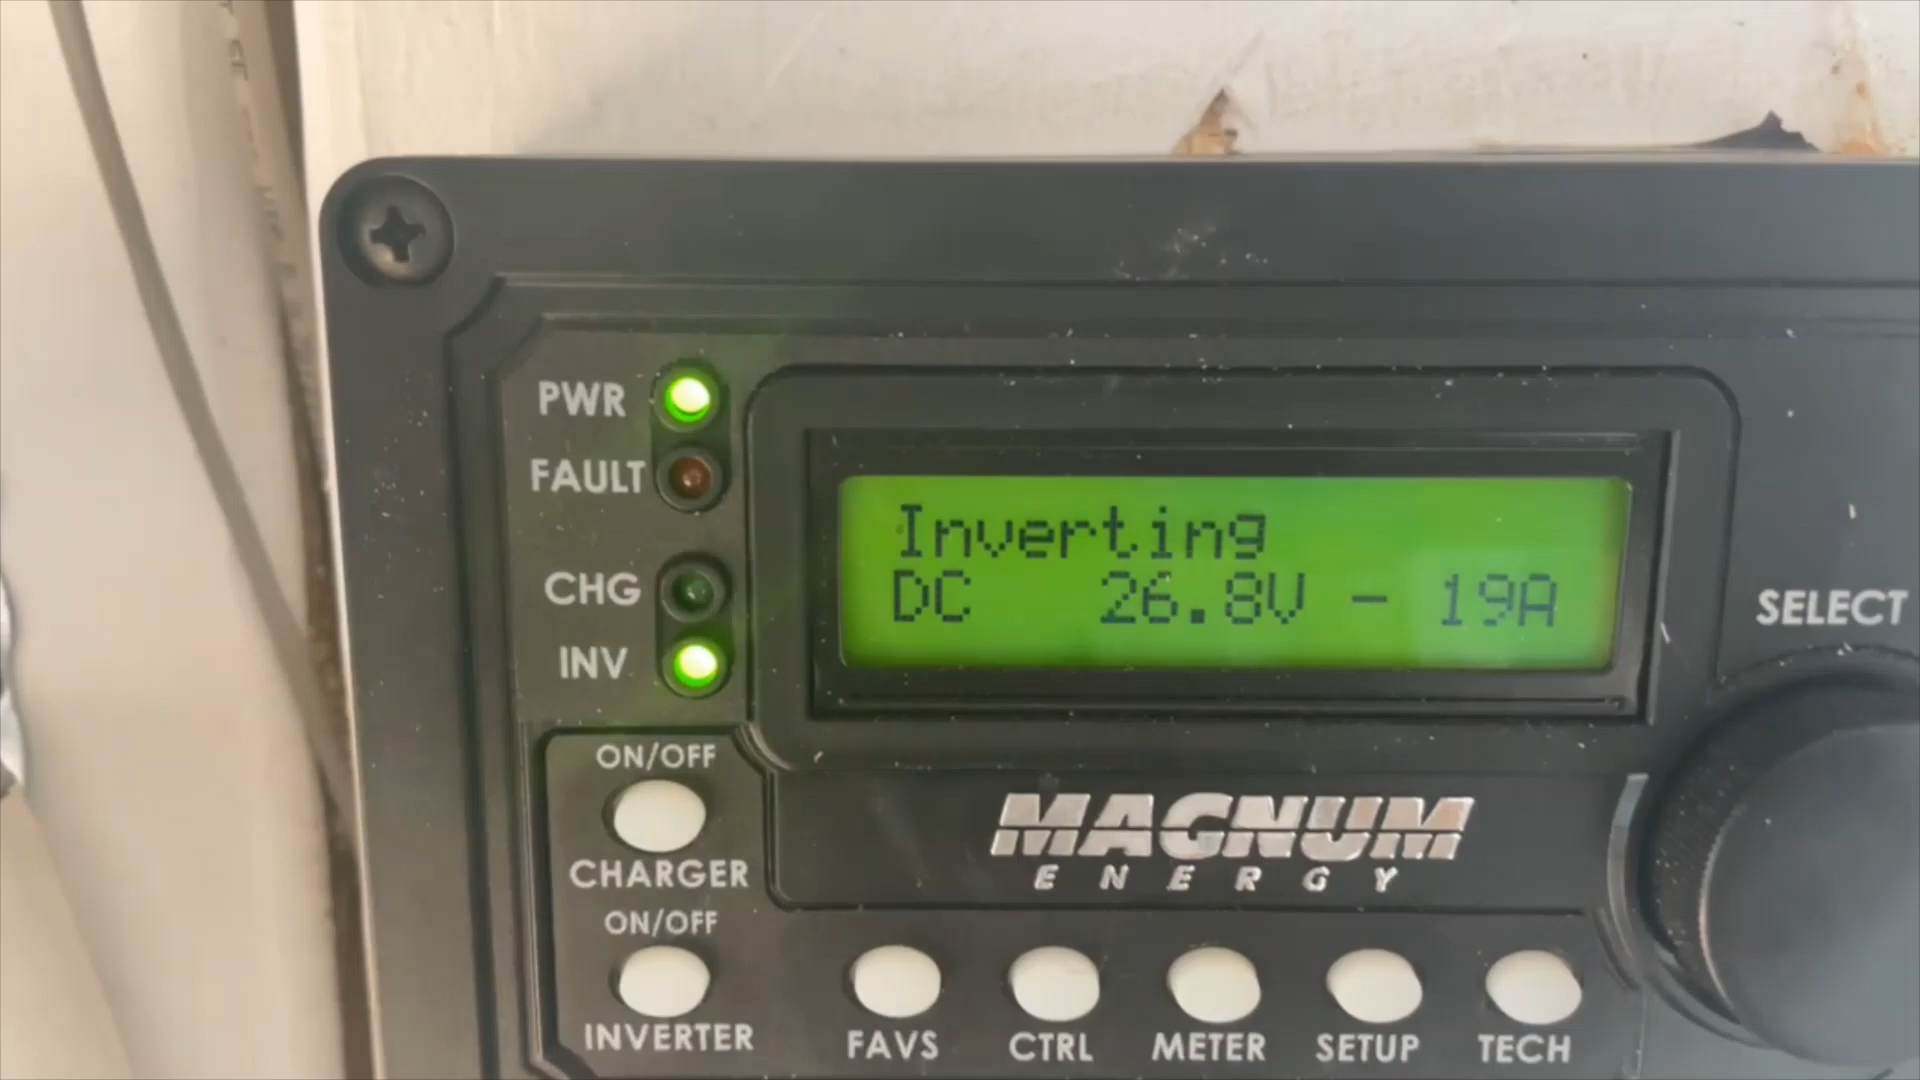 PWR
FAULT
CHG
INV
Inverting
DC 26.8V - 19A
SELECT
ON/OFF
CHARGER
ON/OFF
INVERTER
MAGNUM
ENERGY
FAVS
CTRL
METER
SETUP
TECH